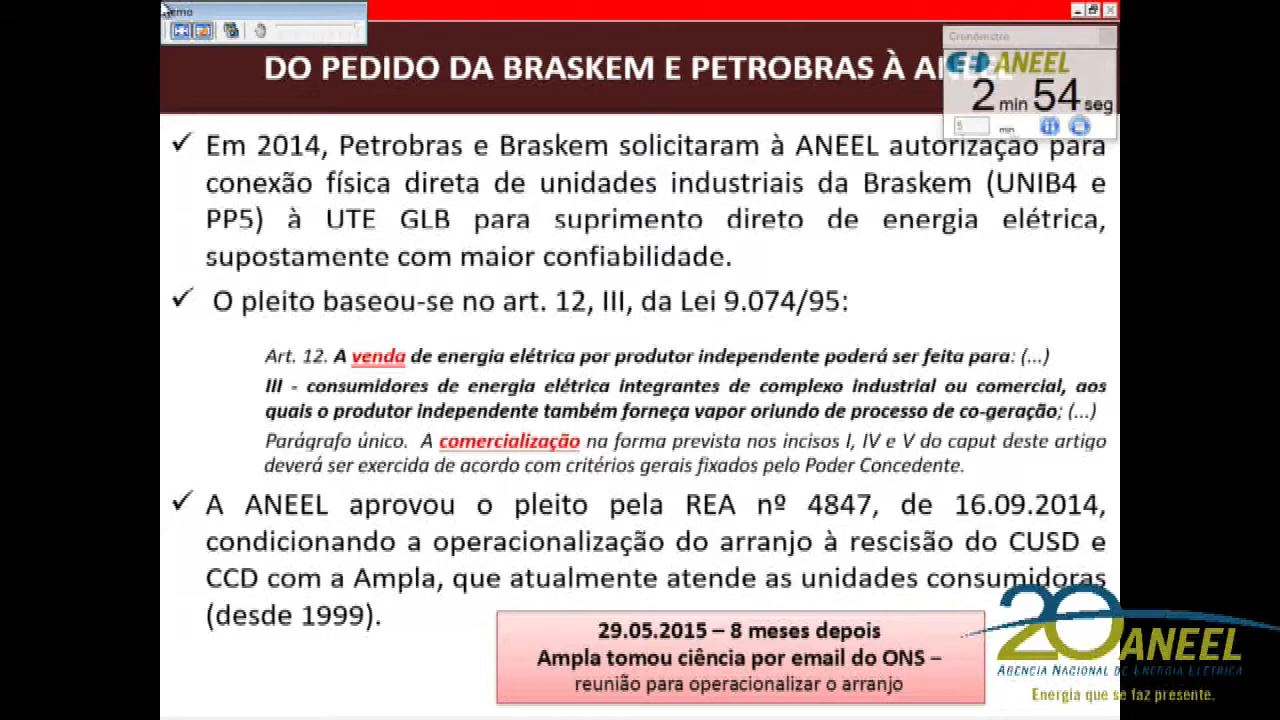 emo
Cronômetro
ANEEL
DO PEDIDO DA BRASKEM E PETROBRAS À
2 min 54 seg
5 min
✓ Em 2014, Petrobras e Braskem solicitaram à ANEEL autorização para
conexão física direta de unidades industriais da Braskem (UNIB4 e
PP5) à UTE GLB para suprimento direto de energia elétrica,
supostamente com maior confiabilidade.
✓ O pleito baseou-se no art. 12, III, da Lei 9.074/95:
Art. 12. A venda de energia elétrica por produtor independente poderá ser feita para: (...)
III - consumidores de energia elétrica integrantes de complexo industrial ou comercial, aos
quais o produtor independente também forneça vapor oriundo de processo de co-geração; (...)
Parágrafo único. A comercialização na forma prevista nos incisos I, IV e V do caput deste artigo
deverá ser exercida de acordo com critérios gerais fixados pelo Poder Concedente.
✓ A ANEEL aprovou o pleito pela REA nº 4847, de 16.09.2014,
condicionando a operacionalização do arranjo à rescisão do CUSD e
CCD com a Ampla, que atualmente atende as unidades consumidoras
(desde 1999).
29.05.2015 – 8 meses depois
Ampla tomou ciência por email do ONS –
reunião para operacionalizar o arranjo
20 ANEEL
AGENCIA NACIONAL DE ENERGIA ELÉTRICA
Energia que se faz presente.